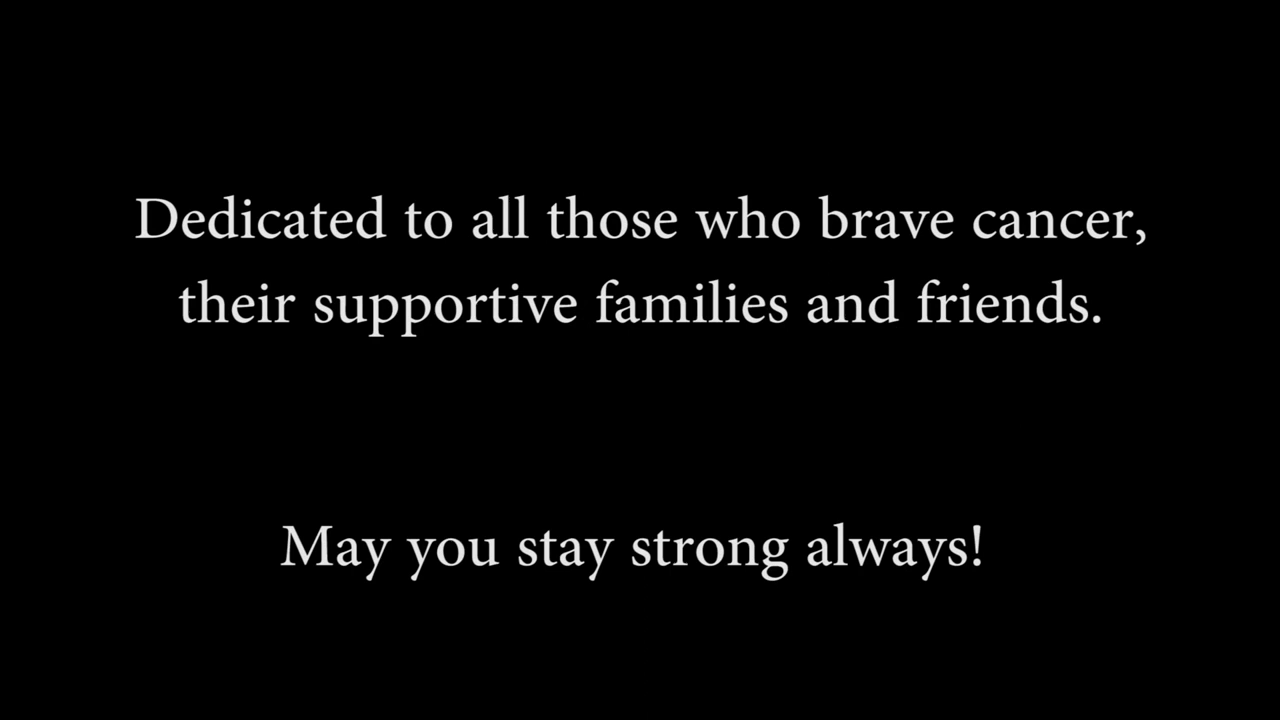 Dedicated to all those who brave cancer,
their supportive families and friends.
May you stay strong always!